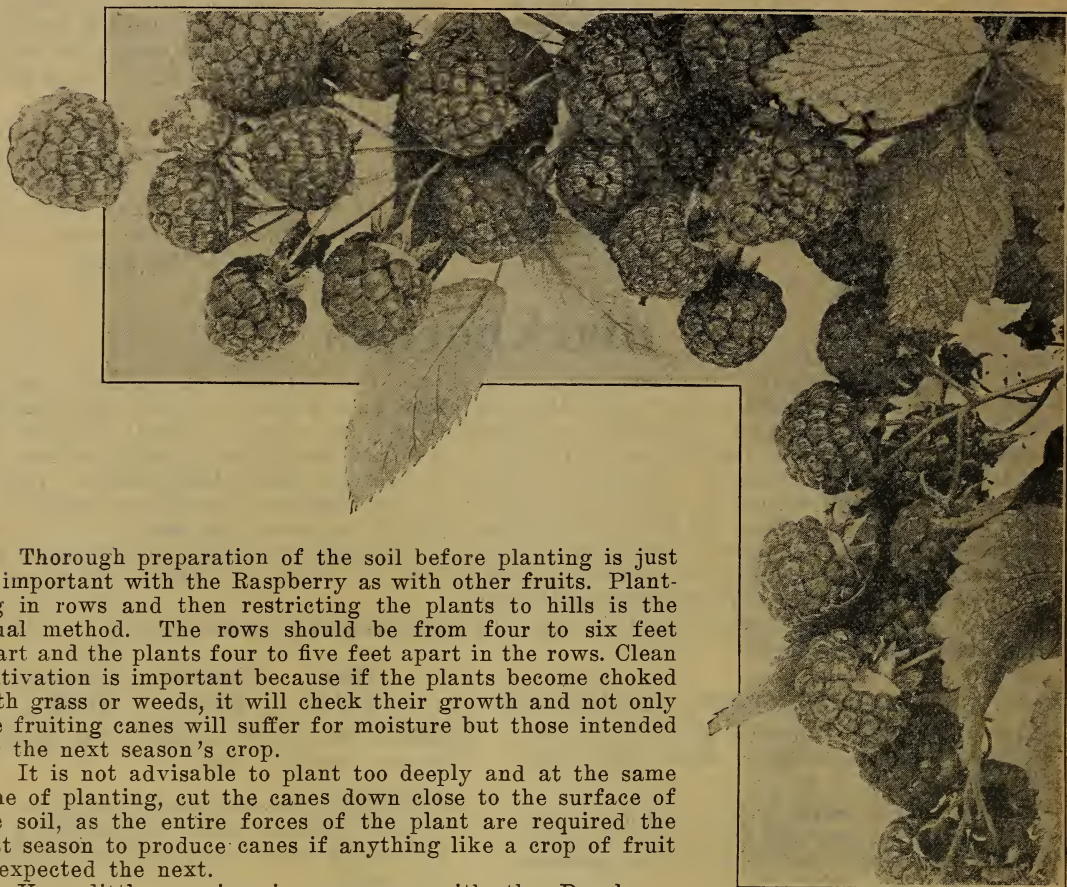 Thorough preparation of the soil before planting is just
important with the Raspberry as with other fruits. Plant-
g in rows and then restricting the plants to hills is the
ual method. The rows should be from four to six feet
art and the plants four to five feet apart in the rows. Clean
tivation is important because if the plants become choked
th grass or weeds, it will check their growth and not only
e fruiting canes will suffer for moisture but those intended
the next season's crop.
It is not advisable to plant too deeply and at the same
e of planting, cut the canes down close to the surface of
e soil, as the entire forces of the plant are required the
st season to produce canes if anything like a crop of fruit
expected the next.